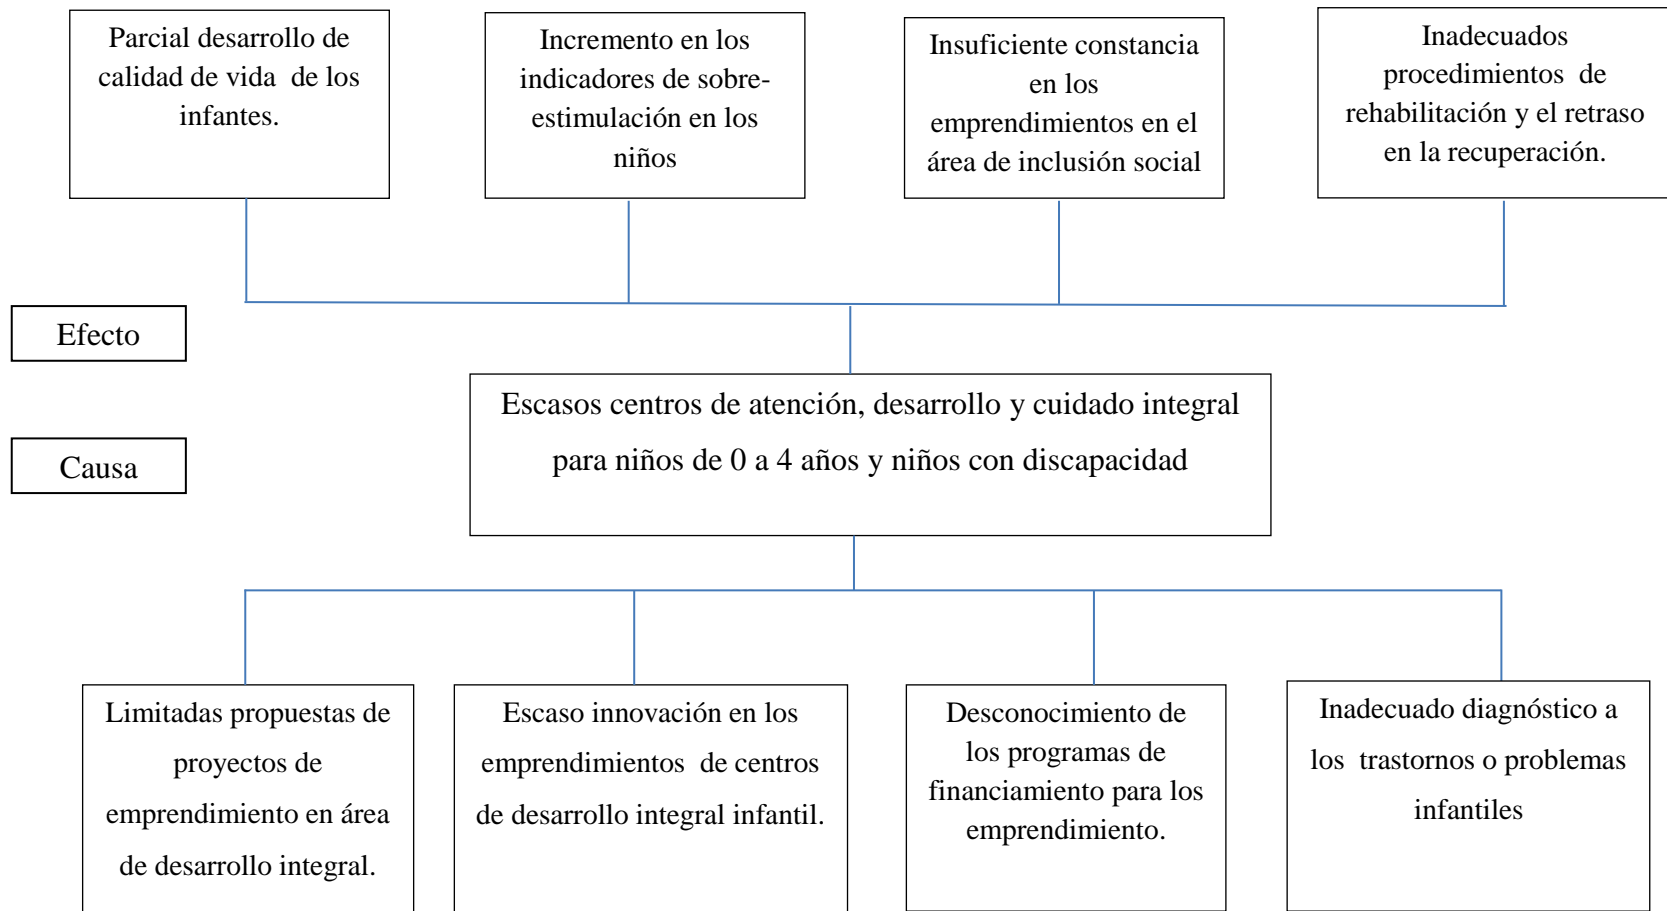 Parcial desarrollo de
calidad de vida de los
infantes.
Incremento en los
indicadores de sobre-
estimulación en los
niños
Insuficiente constancia
en los
emprendimientos en el
área de inclusión social
Inadecuados
procedimientos de
rehabilitación y el retraso
en la recuperación.
Efecto
Escasos centros de atención, desarrollo y cuidado integral
para niños de 0 a 4 años y niños con discapacidad
Causa
Limitadas propuestas de
proyectos de
emprendimiento en área
de desarrollo integral.
Escaso innovación en los
emprendimientos de centros
de desarrollo integral infantil.
Desconocimiento de
los programas de
financiamiento para los
emprendimiento.
Inadecuado diagnóstico a
los trastornos o problemas
infantiles